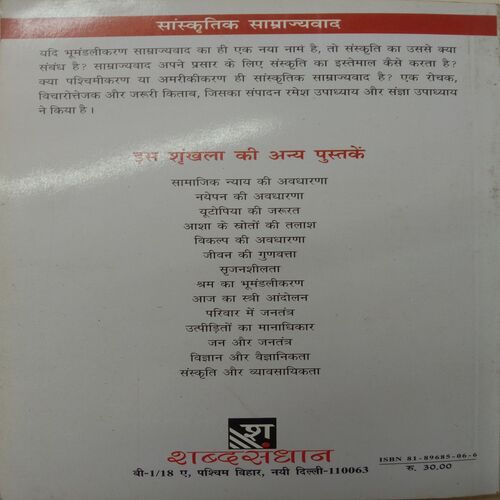 सांस्कृतिक साम्राज्यवाद
यदि भूमंडलीकरण साम्राज्यवाद का ही एक नया नाम है, तो संस्कृति का उससे क्या
संबंध है? साम्राज्यवाद अपने प्रसार के लिए संस्कृति का इस्तेमाल कैसे करता है?
क्या पश्चिमीकरण या अमरीकीकरण ही सांस्कृतिक साम्राज्यवाद है? एक रोचक,
विचारोत्तेजक और जरूरी किताब, जिसका संपादन रमेश उपाध्याय और संज्ञा उपाध्याय
ने किया है।
इस शृंखला की अन्य पुस्तकें
सामाजिक न्याय की अवधारणा
नयेपन की अवधारणा
यूटोपिया की जरूरत
आशा के स्रोतों की तलाश
विकल्प की अवधारणा
जीवन की गुणवत्ता
सृजनशीलता
श्रम का भूमंडलीकरण
आज का स्त्री आंदोलन
परिवार में जनतंत्र
उत्पीड़ितों का मानाधिकार
जन और जनतंत्र
विज्ञान और वैज्ञानिकता
संस्कृति और व्यावसायिकता
श
शब्दसंधान
बी-1/18 ए, पश्चिम विहार, नयी दिल्ली-110063
ISBN 81-89685-06-6
रु. 30.00